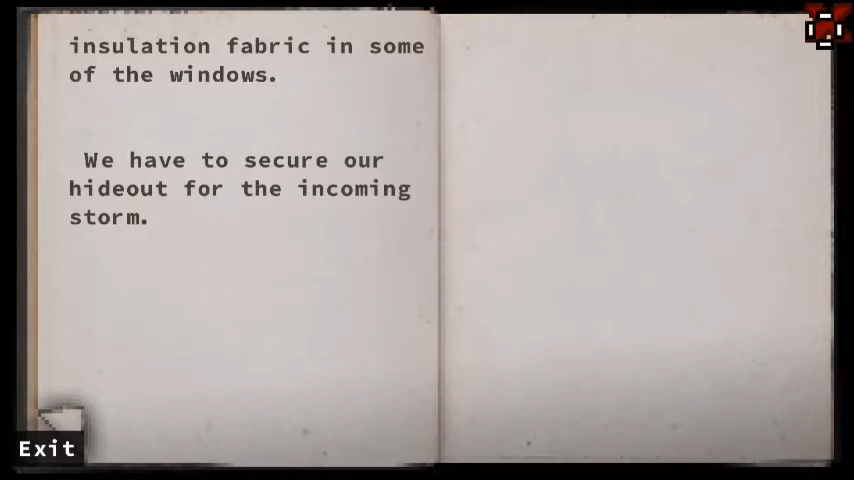 insulation fabric in some
of the windows.
We have to secure our
hideout for the incoming
storm.
Exit